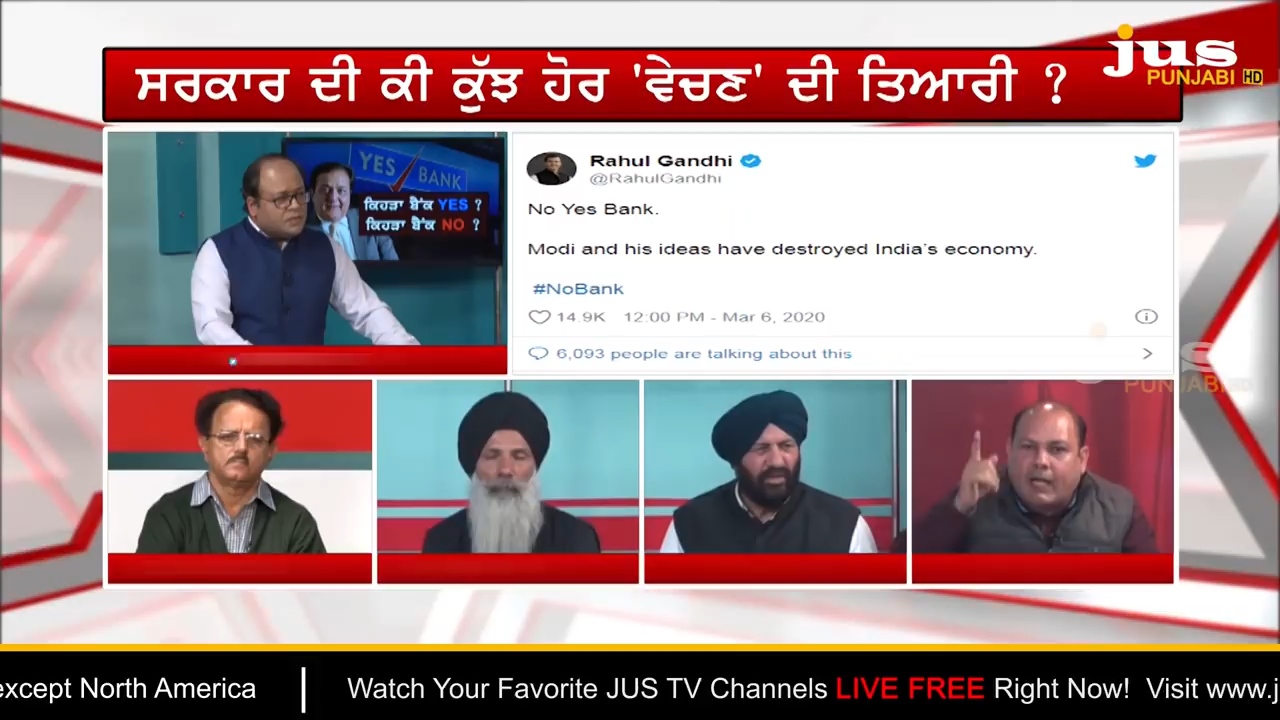 ਸਰਕਾਰ ਦੀ ਕੀ ਕੁੱਝ ਹੋਰ 'ਵੇਚਣ' ਦੀ ਤਿਆਰੀ ?
jus
PUNJABI HD
YES BANK
ਕਿਹੜਾ ਬੈਂਕ YES ?
ਕਿਹੜਾ ਬੈਂਕ NO ?
Rahul Gandhi
@RahulGandhi
No Yes Bank.
Modi and his ideas have destroyed India's economy.
#NoBank
14.9K 12:00 PM - Mar 6, 2020
6,093 people are talking about this
PUNJABI HD
except North America | Watch Your Favorite JUS TV Channels LIVE FREE Right Now! Visit www.j